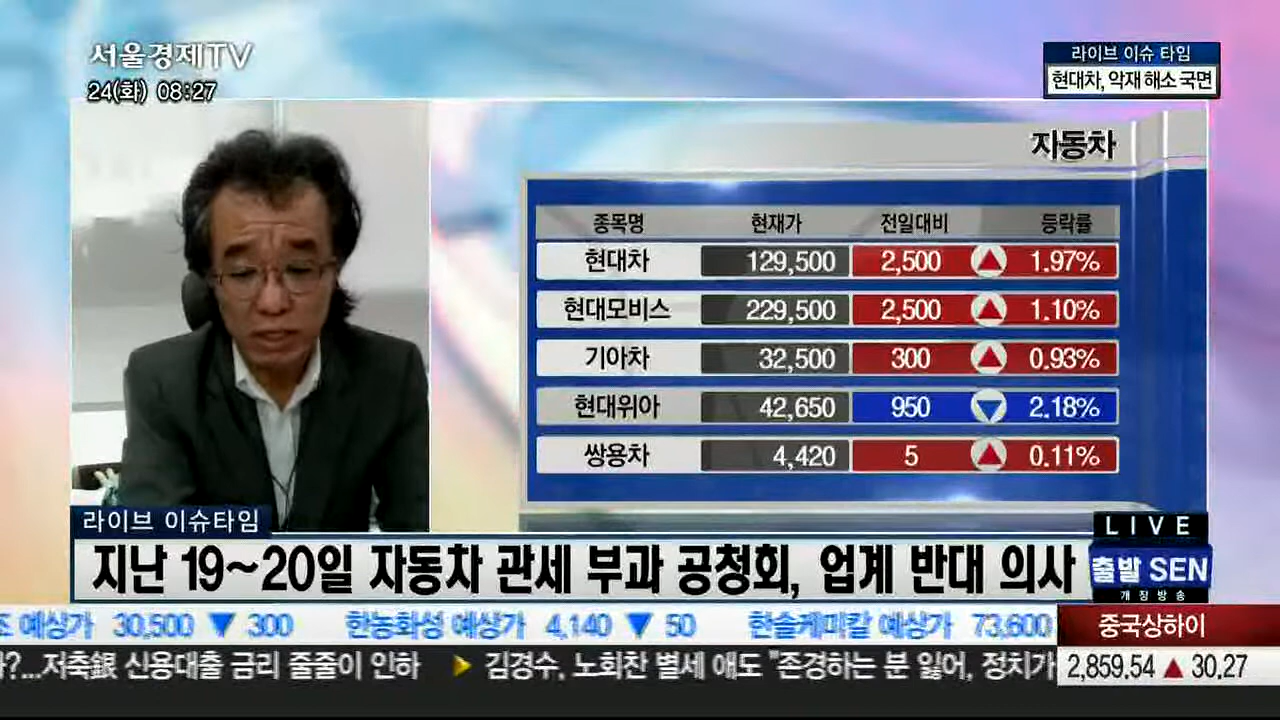 서울경제TV
24(화) 08:27
라이브 이슈 타임
현대차, 악재 해소 국면
자동차
종목명 현재가 전일대비 등락률
현대차 129,500 2,500 ▲ 1.97%
현대모비스 229,500 2,500 ▲ 1.10%
기아차 32,500 300 ▲ 0.93%
현대위아 42,650 950 ▼ 2.18%
쌍용차 4,420 5 ▲ 0.11%
라이브 이슈타임
지난 19~20일 자동차 관세 부과 공청회, 업계 반대 의사
LIVE
출발 SEN
개장방송
예상가 30,500 ▼ 300 한농화성 예상가 4,140 ▼ 50 한솔케미칼 예상가 73,600
중국상하이
?...저축銀 신용대출 금리 줄줄이 인하 ▶ 김경수, 노회찬 별세 애도 "존경하는 분 잃어, 정치가
2,859.54 ▲ 30.27